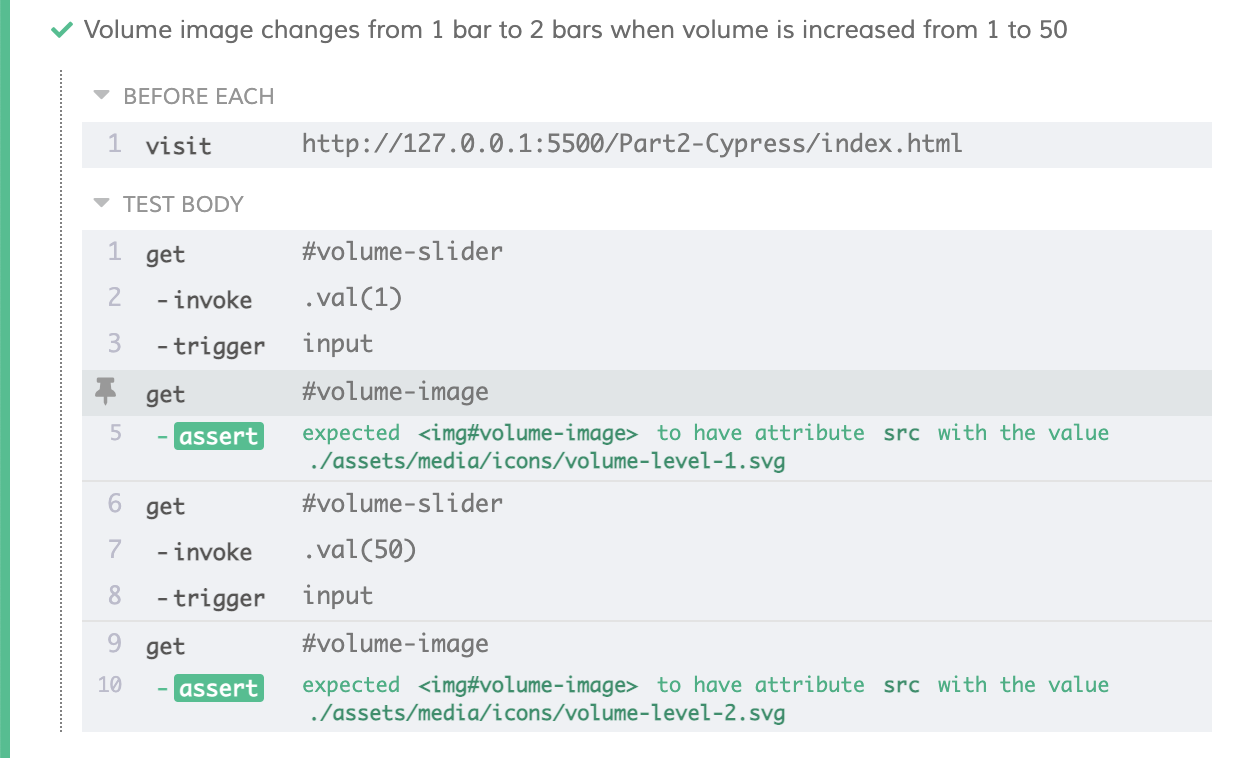 Volume image changes from 1 bar to 2 bars when volume is increased from 1 to 50
BEFORE EACH
1 visit http://127.0.0.1:5500/Part2-Cypress/index.html
TEST BODY
1 get #volume-slider
2 -invoke .val(1)
3 -trigger input
get #volume-image
5 -assert expected <img#volume-image> to have attribute src with the value
./assets/media/icons/volume-level-1.svg
6 get #volume-slider
7 -invoke .val(50)
8 -trigger input
9 get #volume-image
10 -assert expected <img#volume-image> to have attribute src with the value
./assets/media/icons/volume-level-2.svg